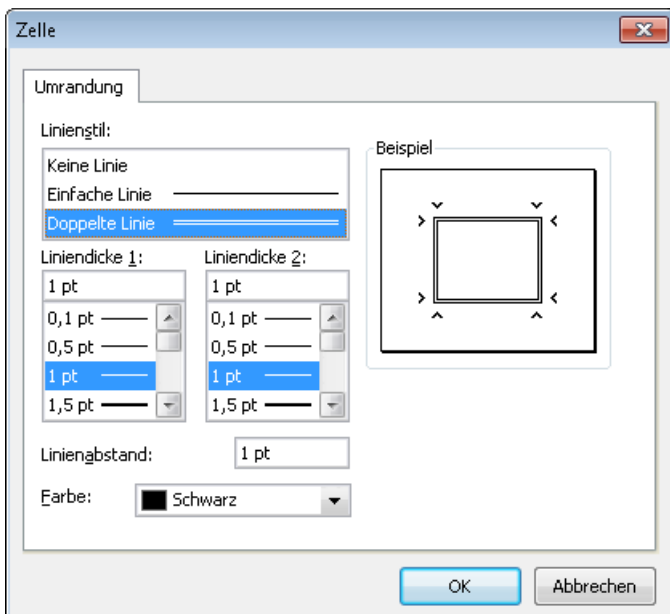 Zelle
Umrandung
Linienstil:
Keine Linie
Einfache Linie
Doppelte Linie
Liniendicke 1:
1 pt
0,1 pt
0,5 pt
1 pt
1,5 pt
Liniendicke 2:
1 pt
0,1 pt
0,5 pt
1 pt
1,5 pt
Linienabstand:
1 pt
Farbe:
Schwarz
Beispiel
OK
Abbrechen